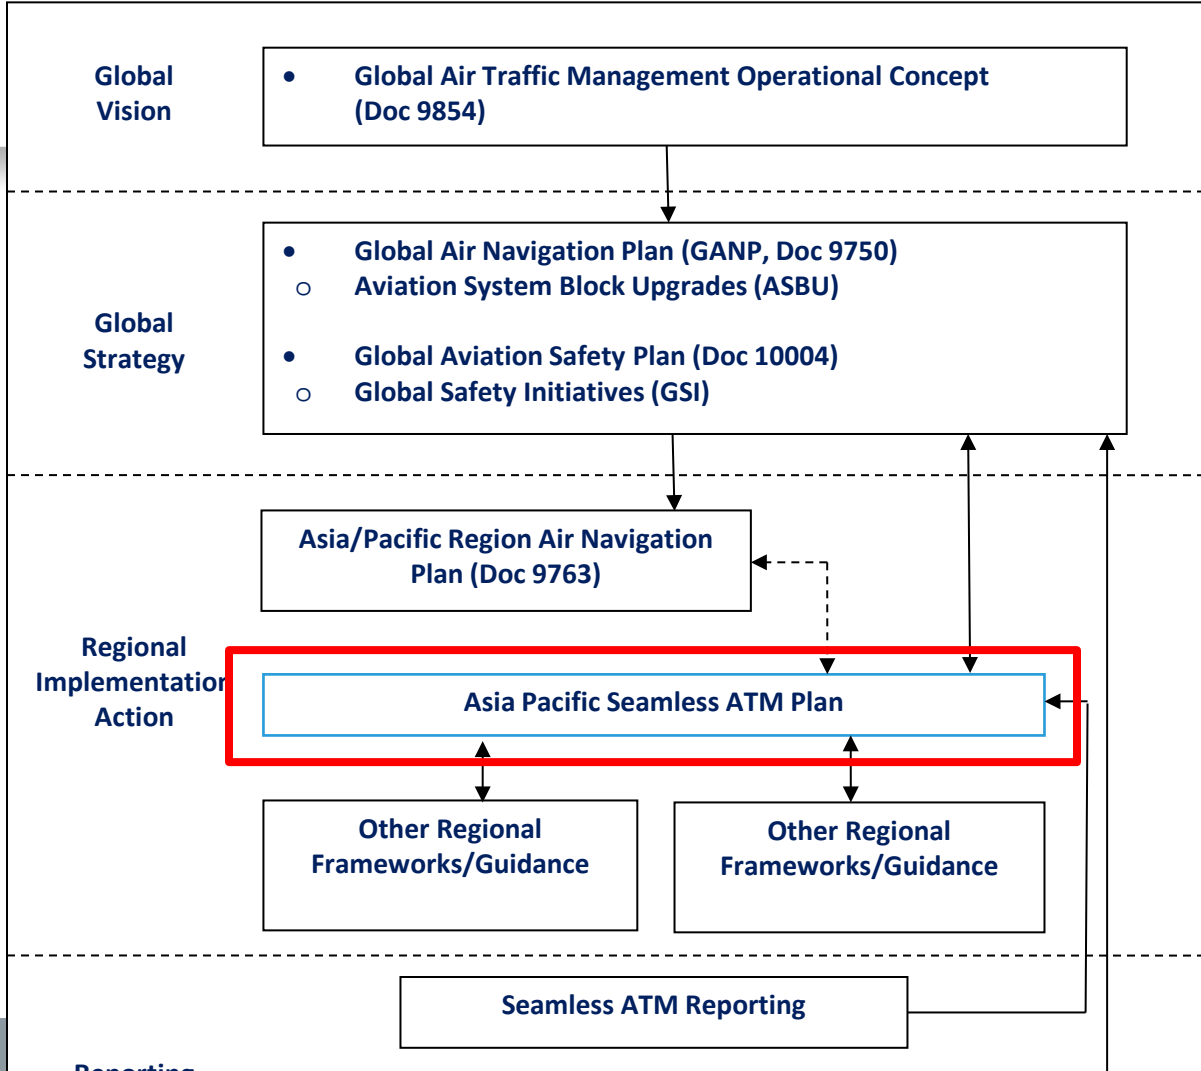 Global
Vision
• Global Air Traffic Management Operational Concept
(Doc 9854)
Global
Strategy
• Global Air Navigation Plan (GANP, Doc 9750)
o Aviation System Block Upgrades (ASBU)
• Global Aviation Safety Plan (Doc 10004)
o Global Safety Initiatives (GSI)
Regional
Implementation
Action
Asia/Pacific Region Air Navigation
Plan (Doc 9763)
Asia Pacific Seamless ATM Plan
Other Regional
Frameworks/Guidance
Other Regional
Frameworks/Guidance
Seamless ATM Reporting
Reporting